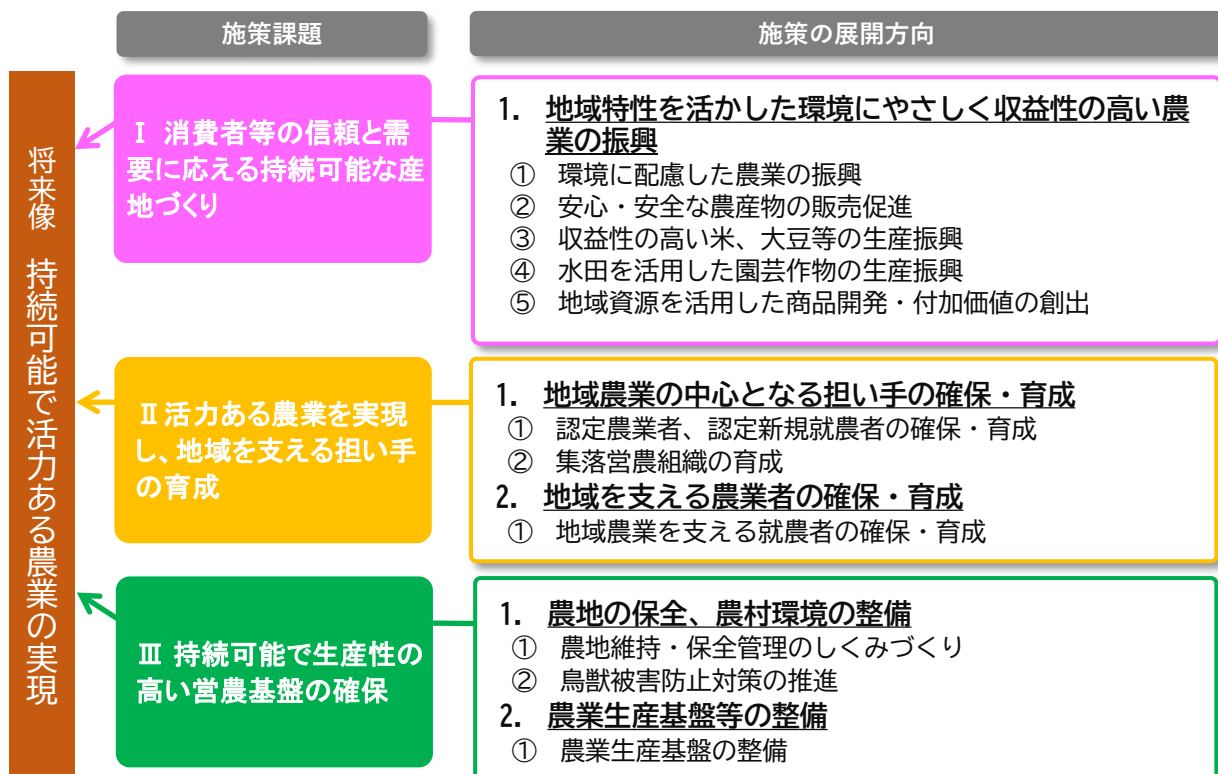 施策課題
施策の展開方向
将来像　持続可能で活力ある農業の実現
Ⅰ 消費者等の信頼と需
要に応える持続可能な産
地づくり
1. 地域特性を活かした環境にやさしく収益性の高い農
業の振興
① 環境に配慮した農業の振興
② 安心・安全な農産物の販売促進
③ 収益性の高い米、大豆等の生産振興
④ 水田を活用した園芸作物の生産振興
⑤ 地域資源を活用した商品開発・付加価値の創出
Ⅱ活力ある農業を実現
し、地域を支える担い手
の育成
1. 地域農業の中心となる担い手の確保・育成
① 認定農業者、認定新規就農者の確保・育成
② 集落営農組織の育成
2. 地域を支える農業者の確保・育成
① 地域農業を支える就農者の確保・育成
Ⅲ 持続可能で生産性の
高い営農基盤の確保
1. 農地の保全、農村環境の整備
① 農地維持・保全管理のしくみづくり
② 鳥獣被害防止対策の推進
2. 農業生産基盤等の整備
① 農業生産基盤の整備